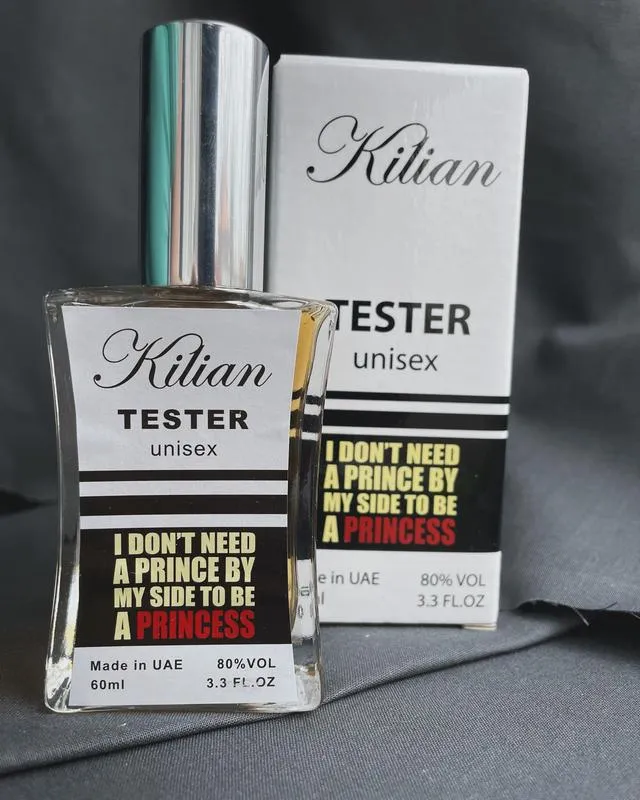 Kilian
TESTER
unisex
I DON'T NEED
A PRINCE BY
MY SIDE TO BE
A PRINCESS
Made in UAE 80%VOL
60ml 3.3 FL.OZ
Kilian
TESTER
unisex
I DON'T NEED
A PRINCE BY
MY SIDE TO BE
A PRINCESS
in UAE 80% VOL
3.3 FL.OZ